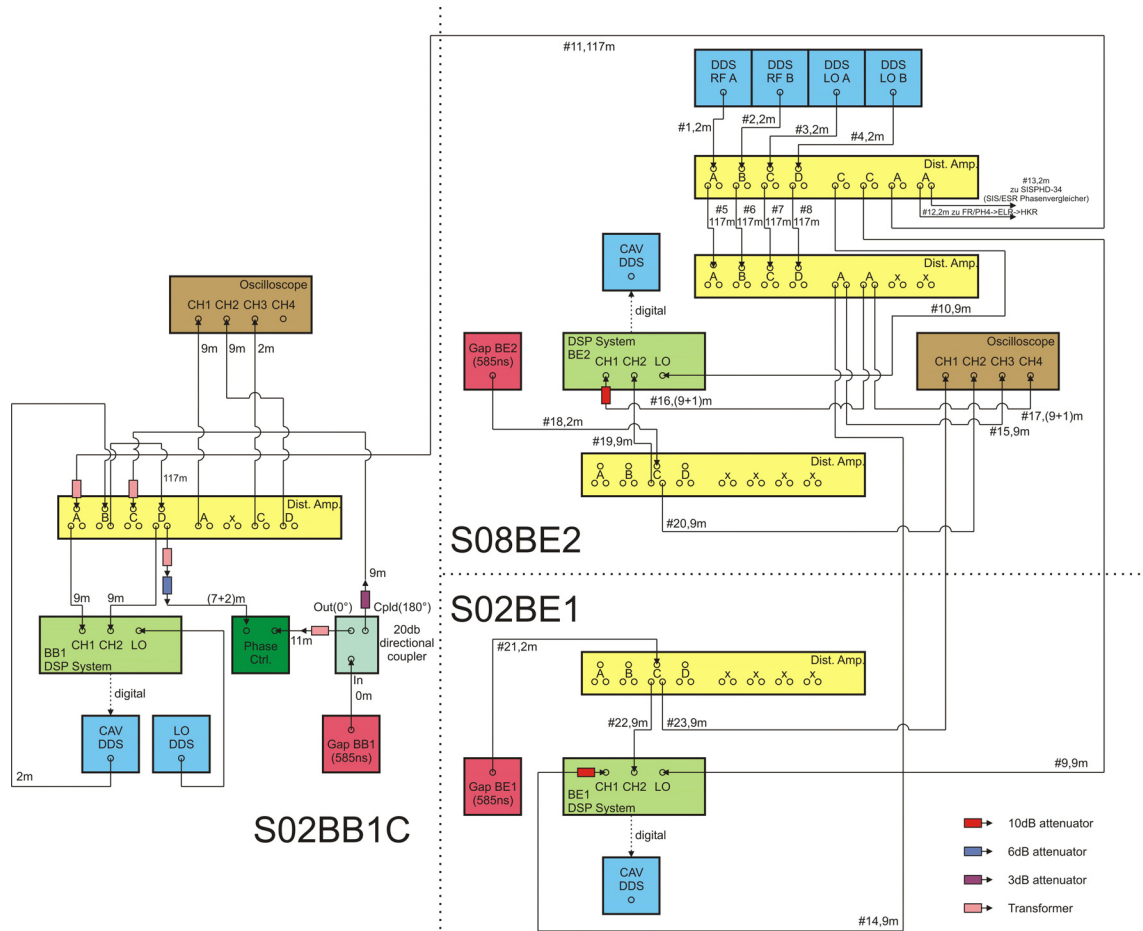 #11,117m
DDS RF A
DDS RF B
DDS LO A
DDS LO B
#1,2m
#2,2m
#3,2m
#4,2m
Dist. Amp.
A B C D C C A A
#13,2m
zu SISPHD-34
(SIS/ESR Phasenvergleicher)
#12,2m zu FR/PH4->ELR->HKR
#5 117m
#6 117m
#7 117m
#8 117m
Dist. Amp.
A B C D A A x x
CAV
DDS
digital
#10,9m
Gap BE2
(585ns)
DSP System
BE2
CH1 CH2 LO
Oscilloscope
CH1 CH2 CH3 CH4
#16,(9+1)m
#17,(9+1)m
#18,2m
#15,9m
#19,9m
Dist. Amp.
A B C D x x x x
#20,9m
S08BE2
Oscilloscope
CH1 CH2 CH3 CH4
9m
9m
2m
117m
Dist. Amp.
A B C D A x C D
9m
9m
(7+2)m
9m
Out(0°)
Cpld(180°)
11m
20db
directional
coupler
In
0m
CH1 CH2 LO
BB1
DSP System
Phase
Ctrl.
digital
CAV
DDS
LO
DDS
Gap BB1
(585ns)
2m
S02BB1C
S02BE1
#21,2m
Dist. Amp.
A B C D x x x x
#22,9m
#23,9m
Gap BE1
(585ns)
CH1 CH2 LO
BE1
DSP System
#9,9m
digital
CAV
DDS
#14,9m
10dB attenuator
6dB attenuator
3dB attenuator
Transformer